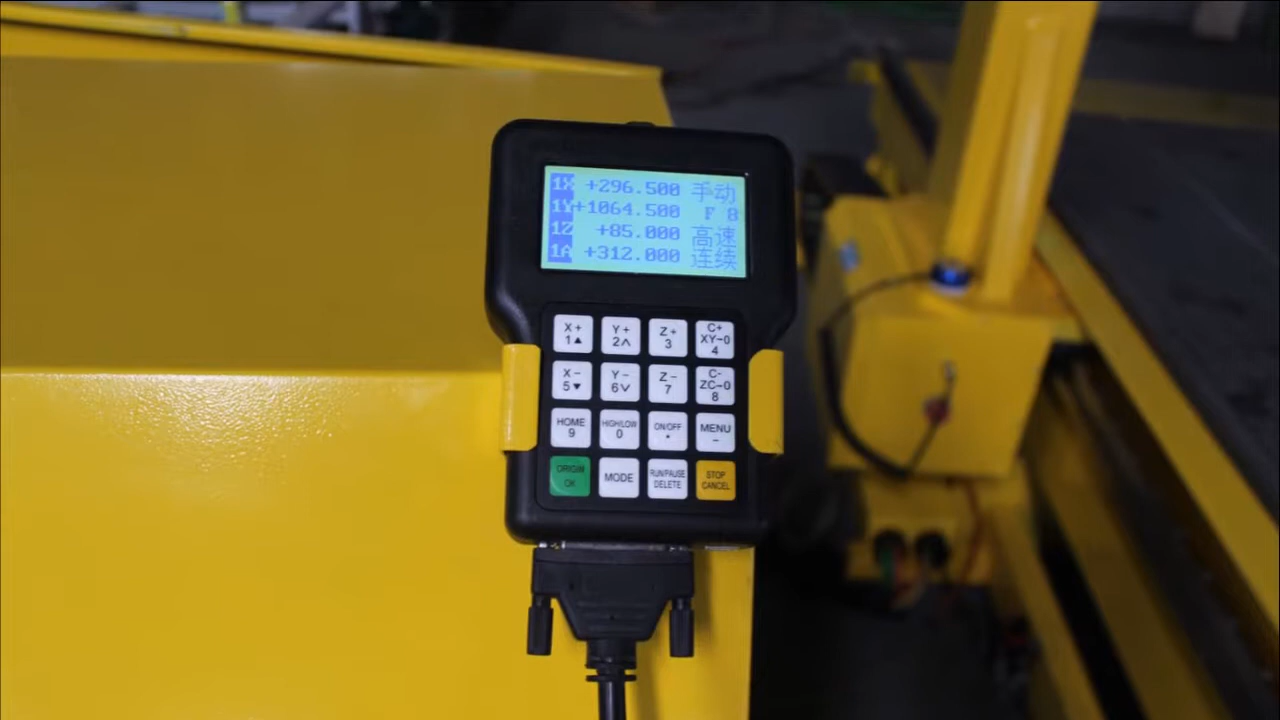 1X +296.500 手动
1Y+1064.500 F 8
1Z +85.000 高速
1A +312.000 连续
X+ Y+ Z+ C+
1▲ 2∧ 3 XY→0
4
X- Y- Z- C-
5▼ 6∨ 7 ZC→0
8
HOME HIGH/LOW ON/OFF MENU
9 0 • −
ORIGIN MODE RUN/PAUSE STOP
OK DELETE CANCEL